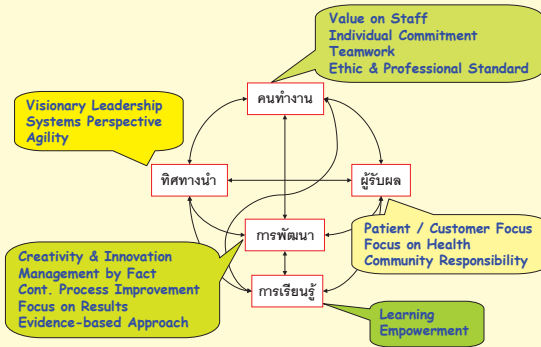 Value on Staff
Individual Commitment
Teamwork
Ethic & Professional Standard
คนทำงาน
Visionary Leadership
Systems Perspective
Agility
ทิศทางนำ
ผู้รับผล
การพัฒนา
Patient / Customer Focus
Focus on Health
Community Responsibility
Creativity & Innovation
Management by Fact
Cont. Process Improvement
Focus on Results
Evidence-based Approach
การเรียนรู้
Learning
Empowerment